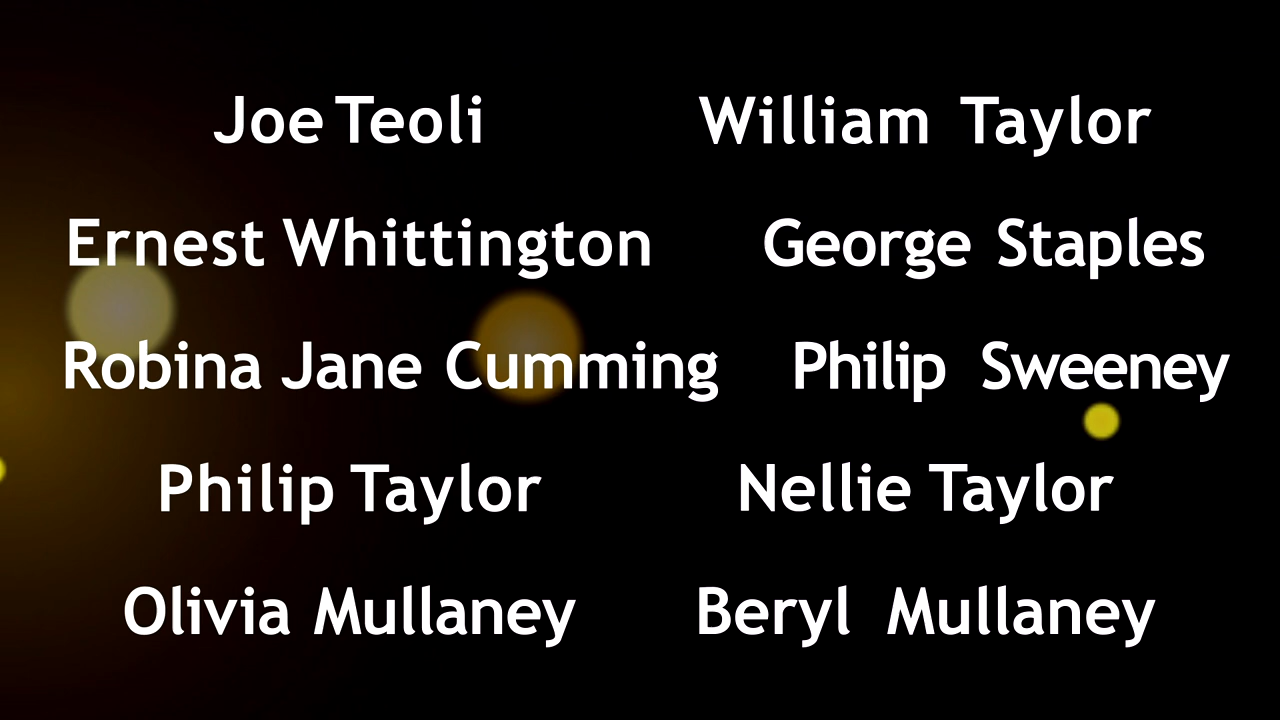 Joe Teoli William Taylor
Ernest Whittington George Staples
Robina Jane Cumming Philip Sweeney
Philip Taylor Nellie Taylor
Olivia Mullaney Beryl Mullaney